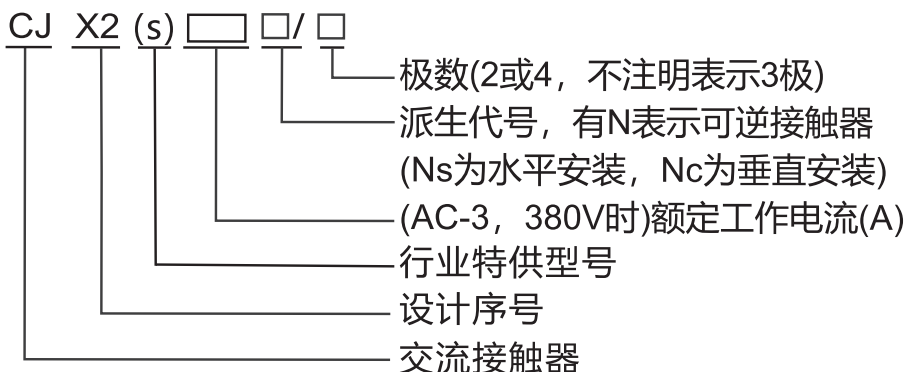 CJ X2 (s) □ □/ □
极数(2或4，不注明表示3极)
派生代号，有N表示可逆接触器
(Ns为水平安装，Nc为垂直安装)
(AC-3，380V时)额定工作电流(A)
行业特供型号
设计序号
交流接触器